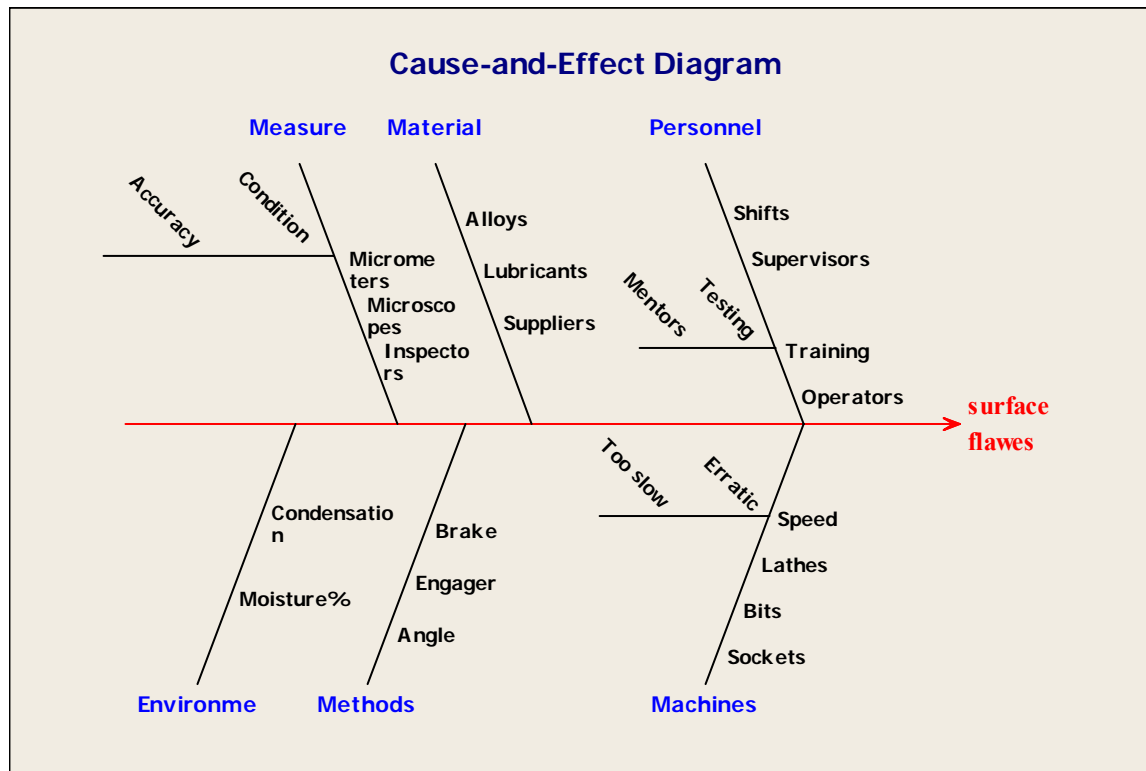 Cause-and-Effect Diagram
Measure
Material
Personnel
Accuracy
Condition
Microme
ters
Microsco
pes
Inspecto
rs
Alloys
Lubricants
Suppliers
Shifts
Supervisors
Mentors
Testing
Training
Operators
surface
flawes
Condensatio
n
Moisture%
Brake
Engager
Angle
Too slow
Erratic
Speed
Lathes
Bits
Sockets
Environme
Methods
Machines